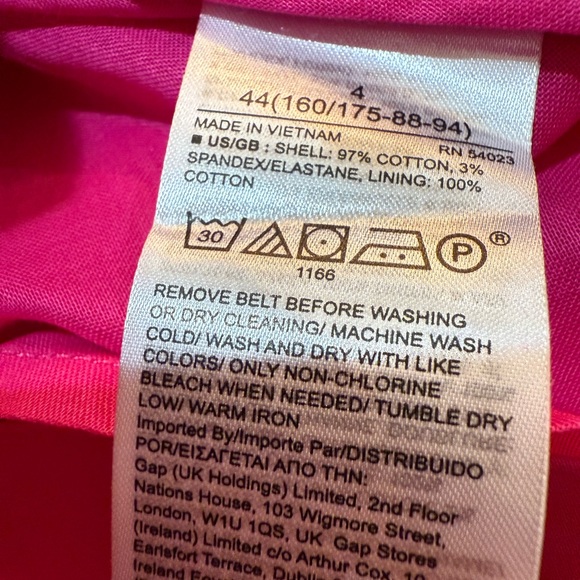 4
44(160/175-88-94)
MADE IN VIETNAM RN 54023
■ US/GB : SHELL: 97% COTTON, 3%
SPANDEX/ELASTANE, LINING: 100%
COTTON
30 P ®
1166
REMOVE BELT BEFORE WASHING
OR DRY CLEANING/ MACHINE WASH
COLD/ WASH AND DRY WITH LIKE
COLORS/ ONLY NON-CHLORINE
BLEACH WHEN NEEDED/ TUMBLE DRY
LOW/ WARM IRON
Imported By/Importe Par/DISTRIBUIDO
POR/ΕΙΣΑΓΕΤΑΙ ΑΠΟ ΤΗΝ:
Gap (UK Holdings) Limited, 2nd Floor
Nations House, 103 Wigmore Street,
London, W1U 1QS, UK Gap Stores
(Ireland) Limited c/o Arthur Cox, 10
Earlsfort Terrace, Dublin
Ireland